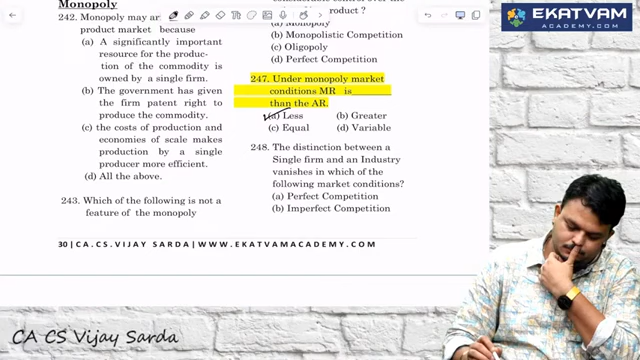 Monopoly
242. Monopoly may ar
product market because
(a) A significantly important
resource for the produc-
tion of the commodity is
owned by a single firm.
(b) The government has given
the firm patent right to
produce the commodity.
(c) the costs of production and
economies of scale makes
production by a single
producer more efficient.
(d) All the above.
243. Which of the following is not a
feature of the monopoly
product ?
(a) Monopoly
(b) Monopolistic Competition
(c) Oligopoly
(d) Perfect Competition
247. Under monopoly market
conditions MR is________
than the AR.
(a) Less (b) Greater
(c) Equal (d) Variable
248. The distinction between a
Single firm and an Industry
vanishes in which of the
following market conditions?
(a) Perfect Competition
(b) Imperfect Competition
30|CA.CS.VIJAY SARDA|WWW.EKATVAMACADEMY.COM
EKATVAM
ACADEMY.COM
CA CS Vijay Sarda